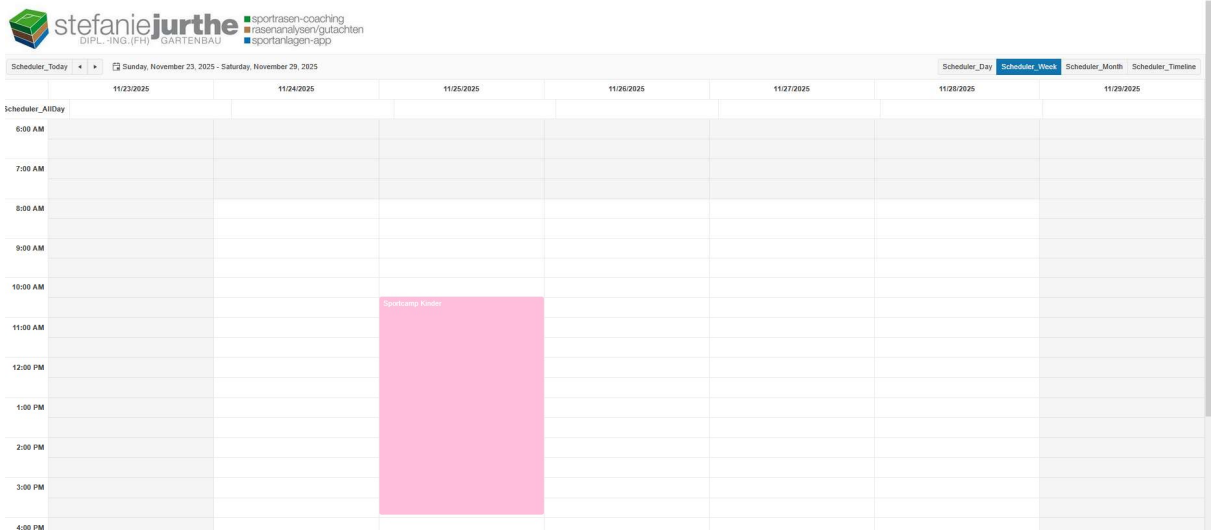 stefaniejurthe
DIPL.-ING.(FH) GARTENBAU
sportrasen-coaching
rasenanalysen/gutachten
sportanlagen-app
Scheduler_Today Sunday, November 23, 2025 - Saturday, November 29, 2025 Scheduler_Day Scheduler_Week Scheduler_Month Scheduler_Timeline
11/23/2025 11/24/2025 11/25/2025 11/26/2025 11/27/2025 11/28/2025 11/29/2025
Scheduler_AllDay
6:00 AM
7:00 AM
8:00 AM
9:00 AM
10:00 AM
Sportcamp Kinder
11:00 AM
12:00 PM
1:00 PM
2:00 PM
3:00 PM
4:00 PM